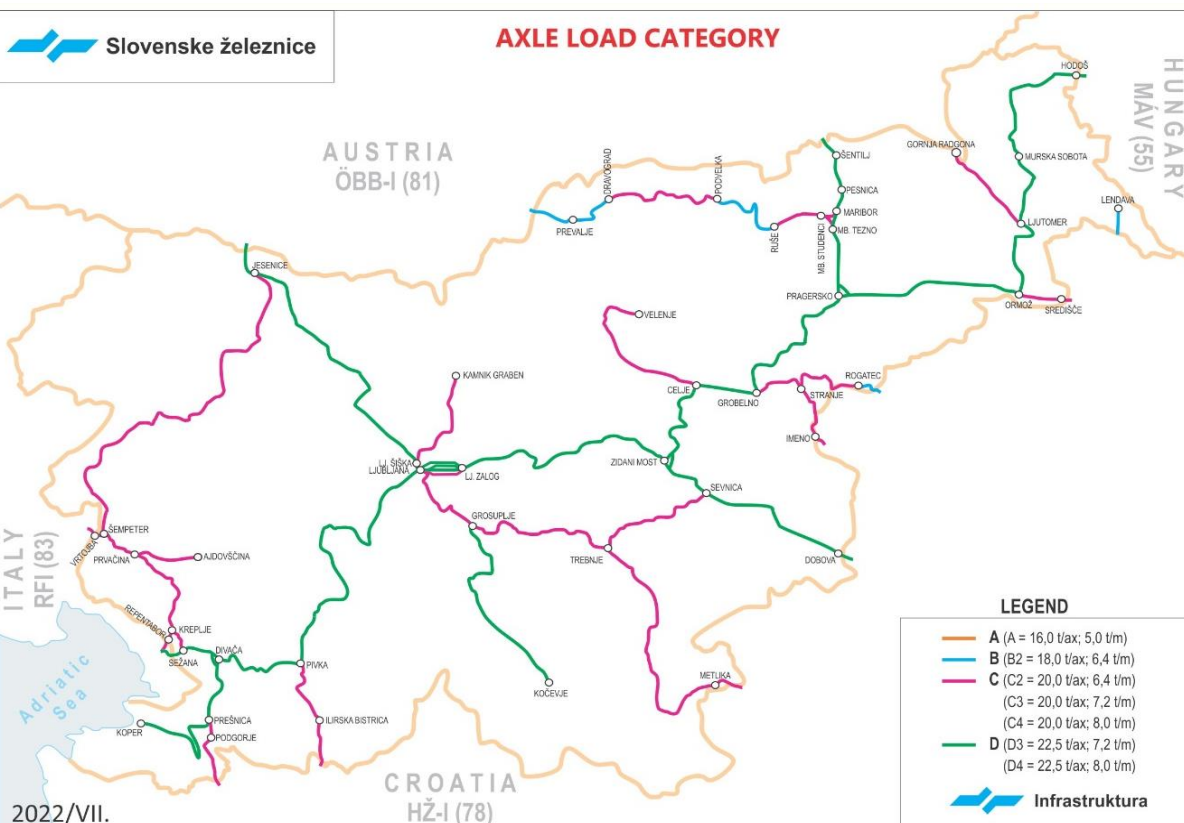 Slovenske železnice
AXLE LOAD CATEGORY
AUSTRIA
ÖBB-I (81)
HUNGARY
MÁV (55)
ITALY
RFI (83)
CROATIA
HŽ-I (78)
Adriatic
Sea
HODOŠ
GORNJA RADGONA
MURSKA SOBOTA
LENDAVA
LJUTOMER
ORMOŽ
SREDIŠČE
ŠENTILJ
PESNICA
MARIBOR
MB. TEZNO
MB. STUDENCI
RUŠE
PODVELKA
DRAVOGRAD
PREVALJE
PRAGERSKO
VELENJE
CELJE
GROBELNO
STRANJE
ROGATEC
IMENO
JESENICE
KAMNIK GRABEN
LJ. ŠIŠKA
LJUBLJANA
LJ. ZALOG
ZIDANI MOST
SEVNICA
DOBOVA
GROSUPLJE
TREBNJE
KOČEVJE
METLIKA
ŠEMPETER
VRTOJBA
PRVAČINA
AJDOVŠČINA
REPENTABOR
KREPLJE
SEŽANA
DIVAČA
PIVKA
PREŠNICA
KOPER
PODGORJE
ILIRSKA BISTRICA
LEGEND
A (A = 16,0 t/ax; 5,0 t/m)
B (B2 = 18,0 t/ax; 6,4 t/m)
C (C2 = 20,0 t/ax; 6,4 t/m)
(C3 = 20,0 t/ax; 7,2 t/m)
(C4 = 20,0 t/ax; 8,0 t/m)
D (D3 = 22,5 t/ax; 7,2 t/m)
(D4 = 22,5 t/ax; 8,0 t/m)
Infrastruktura
2022/VII.